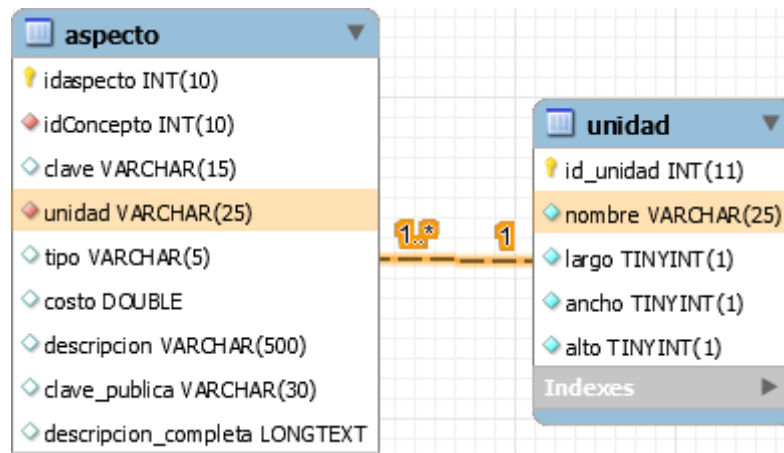 aspecto
idaspecto INT(10)
idConcepto INT(10)
clave VARCHAR(15)
unidad VARCHAR(25)
tipo VARCHAR(5)
costo DOUBLE
descripcion VARCHAR(500)
clave_publica VARCHAR(30)
descripcion_completa LONGTEXT
1..*
1
unidad
id_unidad INT(11)
nombre VARCHAR(25)
largo TINYINT(1)
ancho TINYINT(1)
alto TINYINT(1)
Indexes